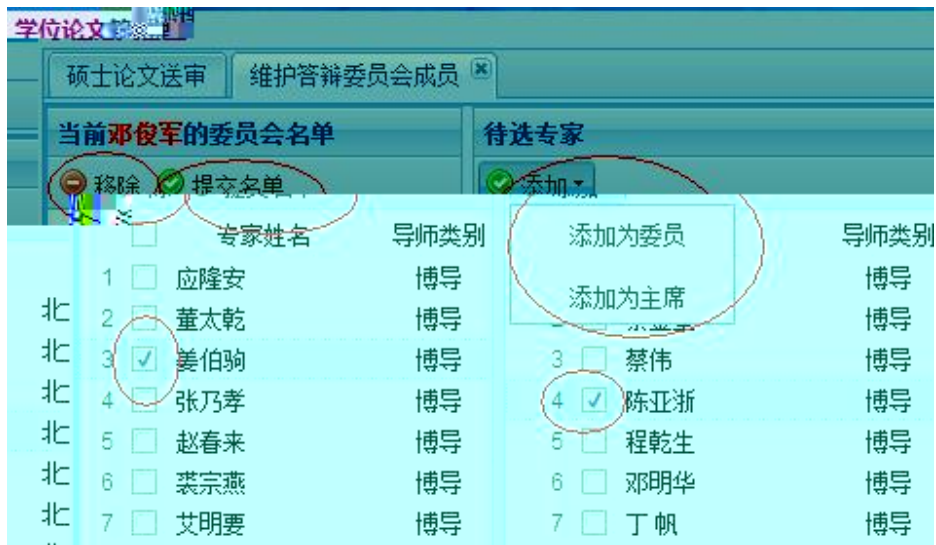 学位论文
硕士论文送审 维护答辩委员会成员
当前邓俊军的委员会名单 待选专家
移除 提交名单 添加
专家姓名 导师类别 添加为委员 导师类别
1 应隆安 博导 博导
添加为主席
北 2 董太乾 博导 博导
北 3 姜伯驹 博导 3 蔡伟 博导
北 4 张乃孝 博导 4 陈亚浙 博导
北 5 赵春来 博导 5 程乾生 博导
北 6 裘宗燕 博导 6 邓明华 博导
北 7 艾明要 博导 7 丁帆 博导